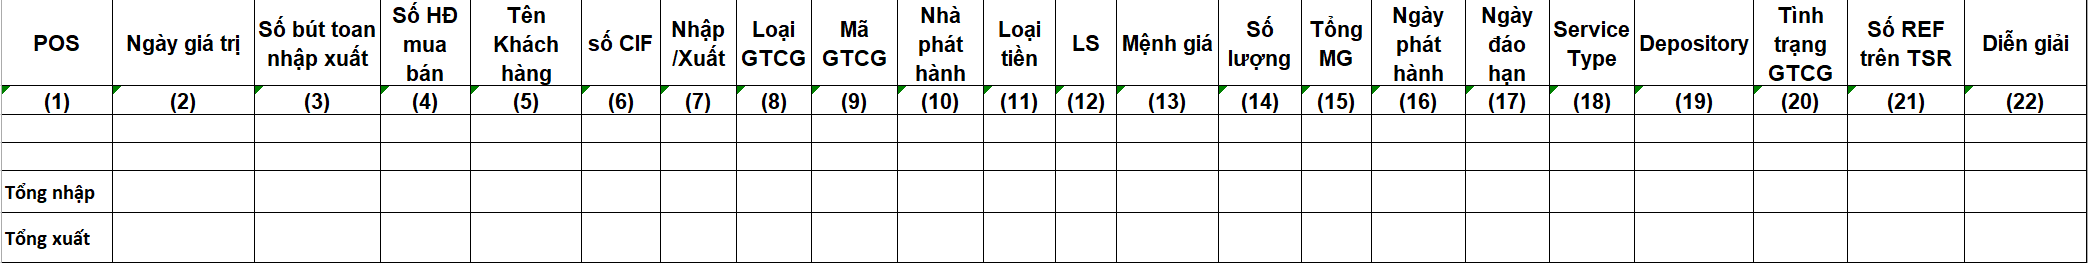 POS
Ngày giá trị
Số bút toan
nhập xuất
Số HĐ
mua
bán
Tên
Khách
hàng
số CIF
Nhập
/Xuất
Loại
GTCG
Mã
GTCG
Nhà
phát
hành
Loại
tiền
LS
Mệnh giá
Số
lượng
Tổng
MG
Ngày
phát
hành
Ngày
đáo
hạn
Service
Type
Depository
Tình
trạng
GTCG
Số REF
trên TSR
Diễn giải
(1)
(2)
(3)
(4)
(5)
(6)
(7)
(8)
(9)
(10)
(11)
(12)
(13)
(14)
(15)
(16)
(17)
(18)
(19)
(20)
(21)
(22)
Tổng nhập
Tổng xuất